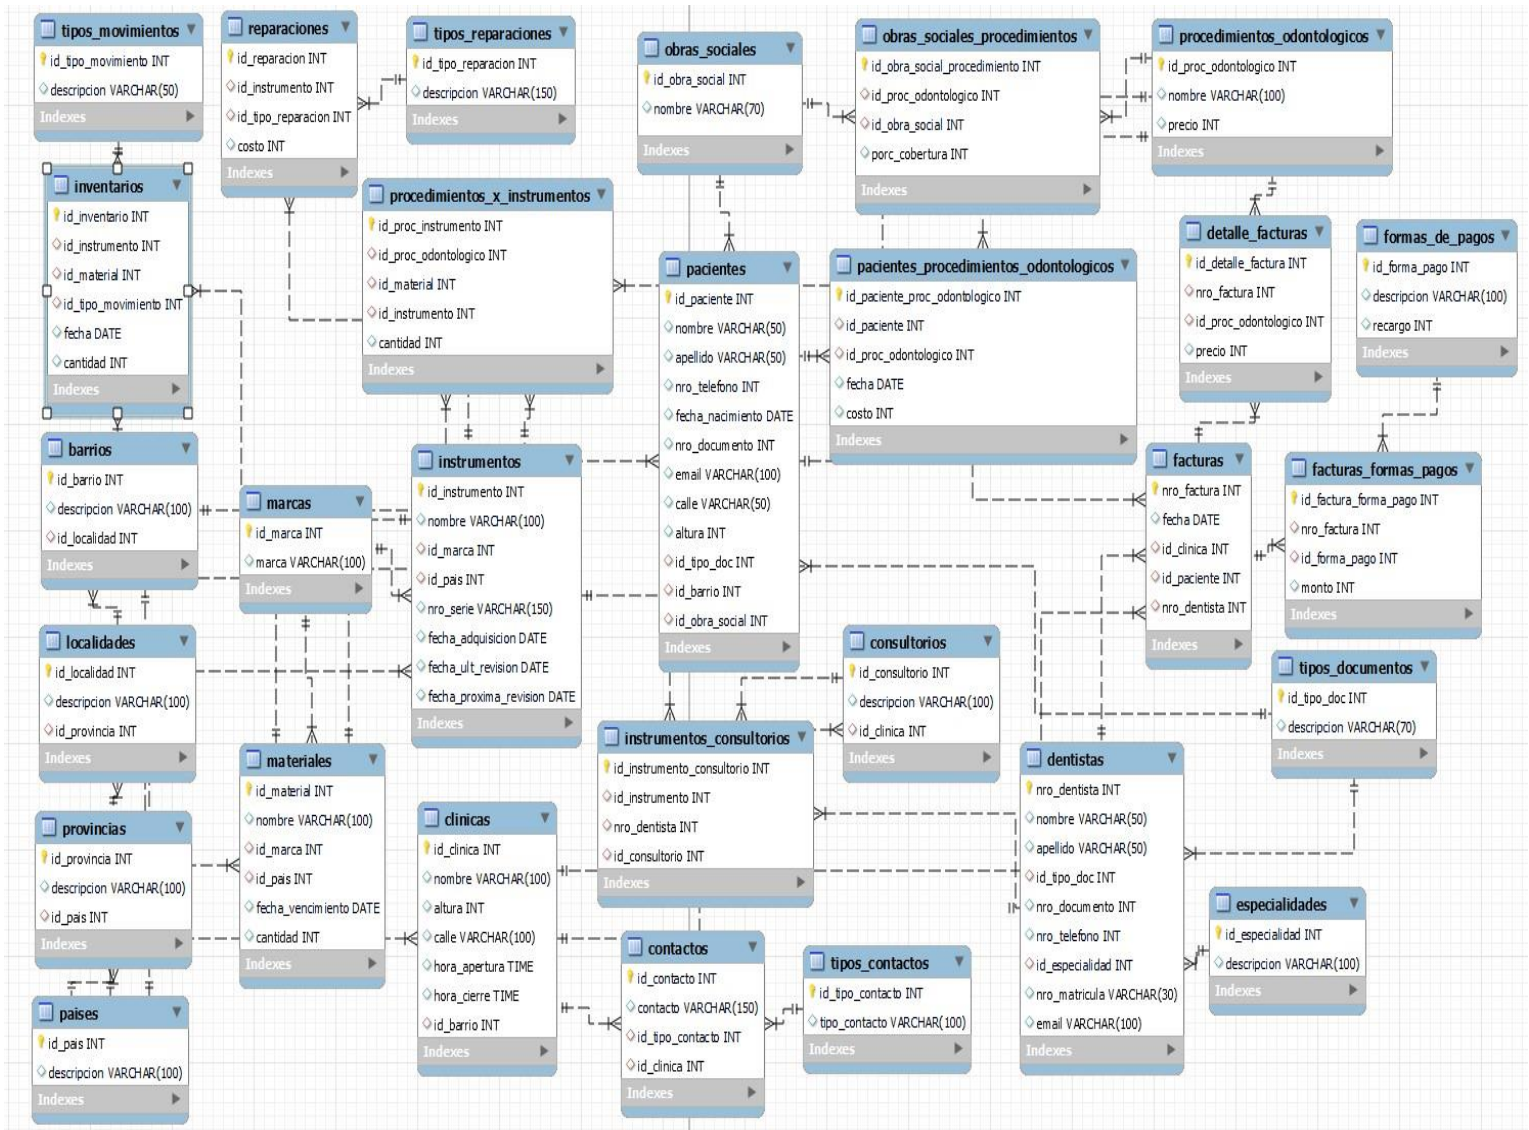 tipos_movimientos
id_tipo_movimiento INT
descripcion VARCHAR(50)
Indexes
reparaciones
id_reparacion INT
id_instrumento INT
id_tipo_reparacion INT
costo INT
Indexes
tipos_reparaciones
id_tipo_reparacion INT
descripcion VARCHAR(150)
Indexes
obras_sociales
id_obra_social INT
nombre VARCHAR(70)
Indexes
obras_sociales_procedimientos
id_obra_social_procedimiento INT
id_proc_odontologico INT
id_obra_social INT
porc_cobertura INT
Indexes
procedimientos_odontologicos
id_proc_odontologico INT
nombre VARCHAR(100)
precio INT
Indexes
inventarios
id_inventario INT
id_instrumento INT
id_material INT
id_tipo_movimiento INT
fecha DATE
cantidad INT
Indexes
procedimientos_x_instrumentos
id_proc_instrumento INT
id_proc_odontologico INT
id_material INT
id_instrumento INT
cantidad INT
Indexes
pacientes
id_paciente INT
nombre VARCHAR(50)
apellido VARCHAR(50)
nro_telefono INT
fecha_nacimiento DATE
nro_documento INT
email VARCHAR(100)
calle VARCHAR(50)
altura INT
id_tipo_doc INT
id_barrio INT
id_obra_social INT
Indexes
pacientes_procedimientos_odontologicos
id_paciente_proc_odontologico INT
id_paciente INT
id_proc_odontologico INT
fecha DATE
costo INT
Indexes
detalle_facturas
id_detalle_factura INT
nro_factura INT
id_proc_odontologico INT
precio INT
Indexes
formas_de_pagos
id_forma_pago INT
descripcion VARCHAR(100)
recargo INT
Indexes
barrios
id_barrio INT
descripcion VARCHAR(100)
id_localidad INT
Indexes
marcas
id_marca INT
marca VARCHAR(100)
Indexes
instrumentos
id_instrumento INT
nombre VARCHAR(100)
id_marca INT
id_pais INT
nro_serie VARCHAR(150)
fecha_adquisicion DATE
fecha_ult_revision DATE
fecha_proxima_revision DATE
Indexes
facturas
nro_factura INT
fecha DATE
id_clinica INT
id_paciente INT
nro_dentista INT
Indexes
facturas_formas_pagos
id_factura_forma_pago INT
nro_factura INT
id_forma_pago INT
monto INT
Indexes
localidades
id_localidad INT
descripcion VARCHAR(100)
id_provincia INT
Indexes
consultorios
id_consultorio INT
descripcion VARCHAR(100)
id_clinica INT
Indexes
tipos_documentos
id_tipo_doc INT
descripcion VARCHAR(70)
Indexes
materiales
id_material INT
nombre VARCHAR(100)
id_marca INT
id_pais INT
fecha_vencimiento DATE
cantidad INT
Indexes
instrumentos_consultorios
id_instrumento_consultorio INT
id_instrumento INT
nro_dentista INT
id_consultorio INT
Indexes
dentistas
nro_dentista INT
nombre VARCHAR(50)
apellido VARCHAR(50)
id_tipo_doc INT
nro_documento INT
nro_telefono INT
id_especialidad INT
nro_matricula VARCHAR(30)
email VARCHAR(100)
Indexes
provincias
id_provincia INT
descripcion VARCHAR(100)
id_pais INT
Indexes
clinicas
id_clinica INT
nombre VARCHAR(100)
altura INT
calle VARCHAR(100)
hora_apertura TIME
hora_cierre TIME
id_barrio INT
Indexes
especialidades
id_especialidad INT
descripcion VARCHAR(100)
Indexes
contactos
id_contacto INT
contacto VARCHAR(150)
id_tipo_contacto INT
id_clinica INT
Indexes
tipos_contactos
id_tipo_contacto INT
tipo_contacto VARCHAR(100)
Indexes
paises
id_pais INT
descripcion VARCHAR(100)
Indexes